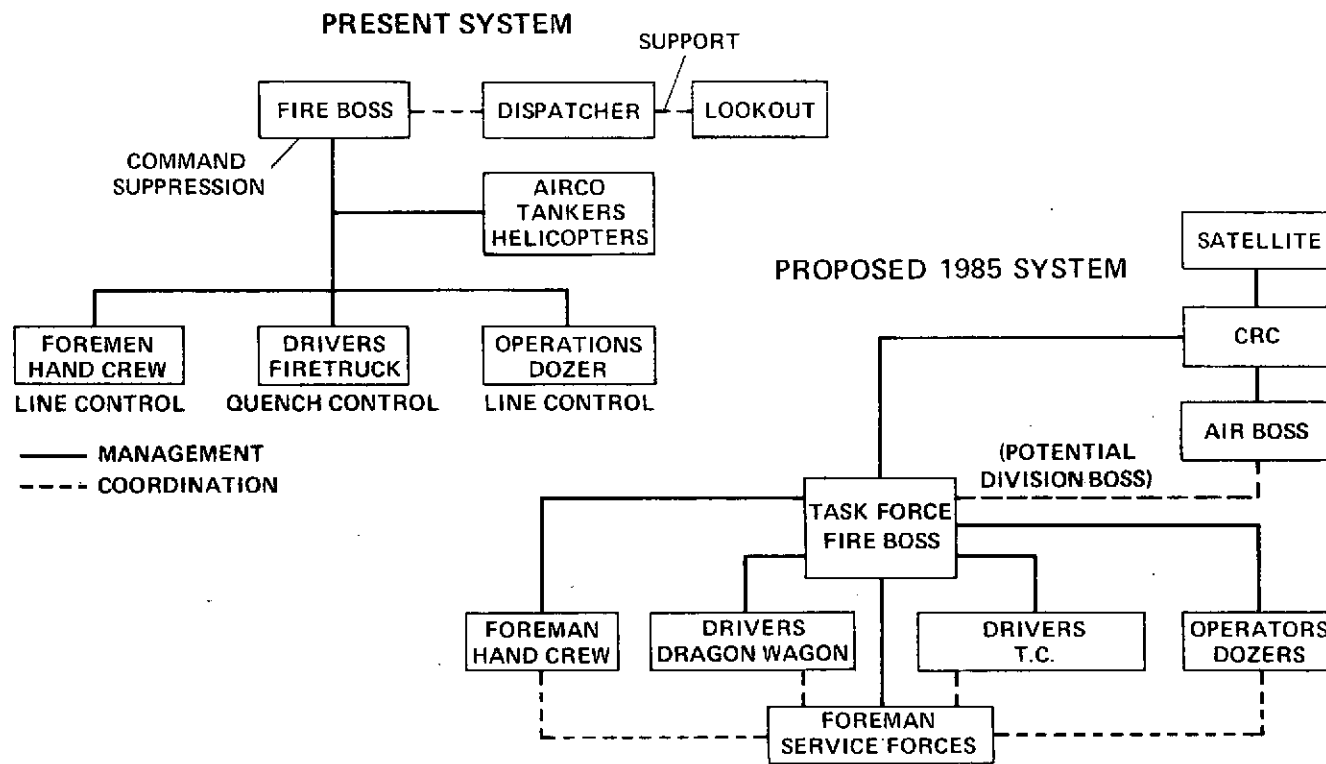 PRESENT SYSTEM
SUPPORT
FIRE BOSS
DISPATCHER
LOOKOUT
COMMAND
SUPPRESSION
AIRCO
TANKERS
HELICOPTERS
FOREMEN
HAND CREW
LINE CONTROL
DRIVERS
FIRETRUCK
QUENCH CONTROL
OPERATIONS
DOZER
LINE CONTROL
MANAGEMENT
COORDINATION
PROPOSED 1985 SYSTEM
SATELLITE
CRC
AIR BOSS
(POTENTIAL
DIVISION BOSS)
TASK FORCE
FIRE BOSS
FOREMAN
HAND CREW
DRIVERS
DRAGON WAGON
DRIVERS
T.C.
OPERATORS
DOZERS
FOREMAN
SERVICE FORCES